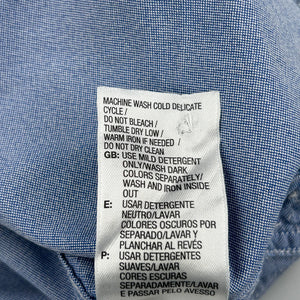 MACHINE WASH COLD DELICATE
CYCLE /
DO NOT BLEACH /
TUMBLE DRY LOW /
WARM IRON IF NEEDED /
DO NOT DRY CLEAN
GB: USE MILD DETERGENT
ONLY/WASH DARK
COLORS SEPARATELY/
WASH AND IRON INSIDE
OUT
E: USAR DETERGENTE
NEUTRO/LAVAR
COLORES OSCUROS POR
SEPARADO/LAVAR Y
PLANCHAR AL REVÉS
P: USAR DETERGENTES
SUAVES/LAVAR
CORES ESCURAS
SEPARADAMENTE/LAVAR
E PASSAR PELO AVESSO